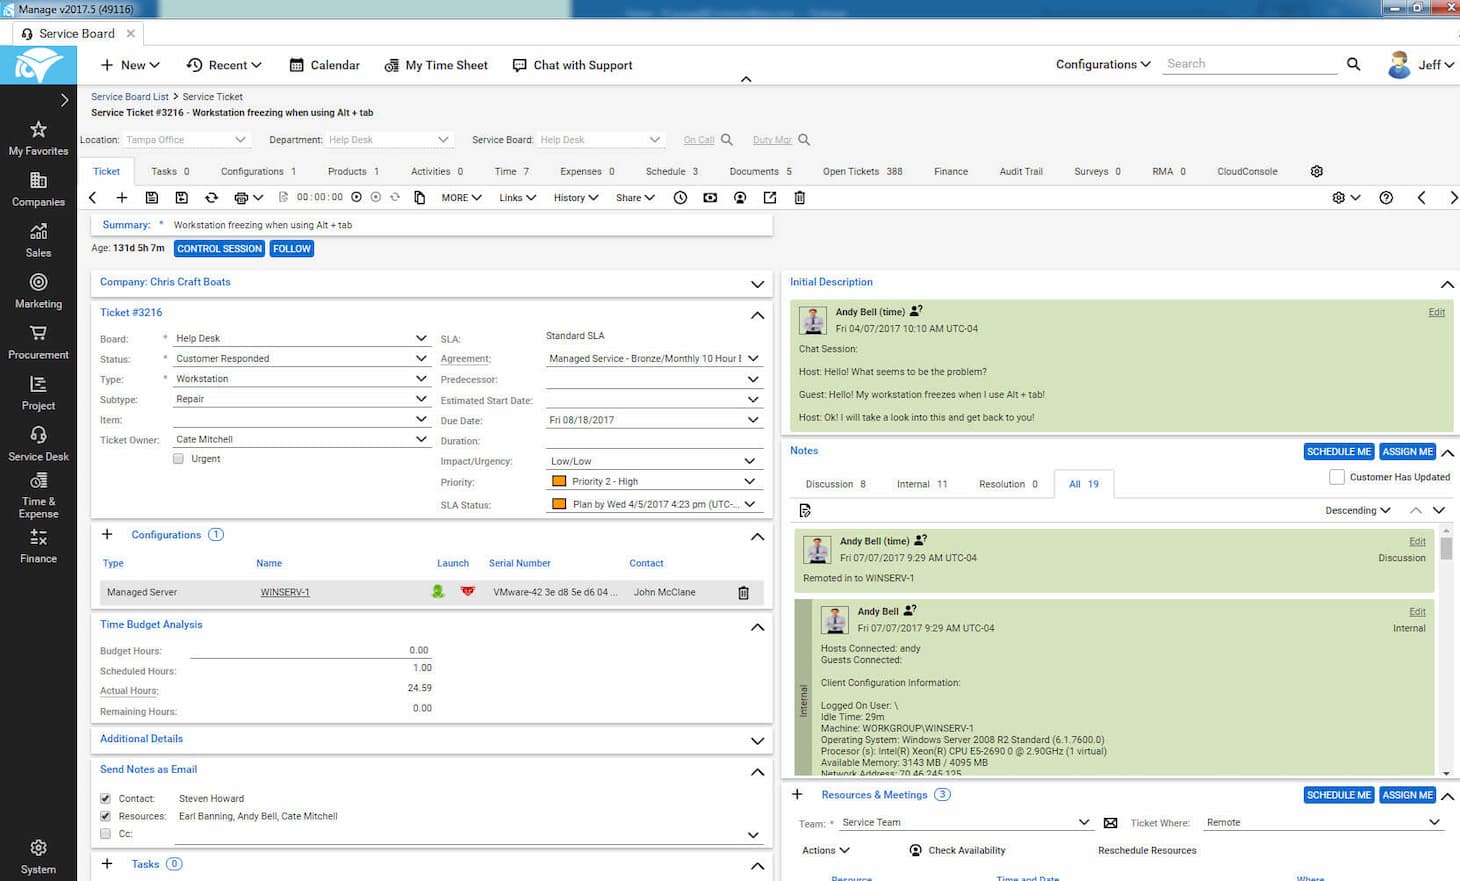 Manage v2017.5 (49116)
Service Board
New Recent Calendar My Time Sheet Chat with Support Configurations Search Jeff
Service Board List > Service Ticket
Service Ticket #3216 - Workstation freezing when using Alt + tab
Location: Tampa Office Department: Help Desk Service Board: Help Desk On Call Duty Mgr
Ticket Tasks 0 Configurations 1 Products 1 Activities 0 Time 7 Expenses 0 Schedule 3 Documents 5 Open Tickets 388 Finance Audit Trail Surveys 0 RMA 0 CloudConsole
00:00:00 MORE Links History Share
My Favorites
Companies
Sales
Marketing
Procurement
Project
Service Desk
Time &
Expense
Finance
System
Summary: * Workstation freezing when using Alt + tab
Age: 131d 5h 7m CONTROL SESSION FOLLOW
Company: Chris Craft Boats
Ticket #3216
Board: * Help Desk
Status: * Customer Responded
Type: * Workstation
Subtype: Repair
Item:
Ticket Owner: Cate Mitchell
Urgent
SLA: Standard SLA
Agreement: Managed Service - Bronze/Monthly 10 Hour
Predecessor:
Estimated Start Date:
Due Date: Fri 08/18/2017
Duration:
Impact/Urgency: Low/Low
Priority: Priority 2 - High
SLA Status: Plan by Wed 4/5/2017 4:23 pm (UTC-...
Configurations 1
Type Name Launch Serial Number Contact
Managed Server WINSERV-1 VMware-42 3e d8 5e d6 04 ... John McClane
Time Budget Analysis
Budget Hours: 0.00
Scheduled Hours: 1.00
Actual Hours: 24.59
Remaining Hours: 0.00
Additional Details
Send Notes as Email
Contact: Steven Howard
Resources: Earl Banning, Andy Bell, Cate Mitchell
Cc:
Tasks 0
Initial Description
Andy Bell (time) Edit
Fri 04/07/2017 10:10 AM UTC-04
Chat Session:
Host: Hello! What seems to be the problem?
Guest: Hello! My workstation freezes when I use Alt + tab!
Host: Ok! I will take a look into this and get back to you!
Notes SCHEDULE ME ASSIGN ME
Discussion 8 Internal 11 Resolution 0 All 19 Customer Has Updated
Descending
Andy Bell (time) Edit
Fri 07/07/2017 9:29 AM UTC-04 Discussion
Remoted in to WINSERV-1
Andy Bell Edit
Fri 07/07/2017 9:29 AM UTC-04 Internal
Internal
Hosts Connected: andy
Guests Connected:
Client Configuration Information:
Logged On User: \
Idle Time: 29m
Machine: WORKGROUP\WINSERV-1
Operating System: Windows Server 2008 R2 Standard (6.1.7600.0)
Procesor (s): Intel(R) Xeon(R) CPU E5-2690 0 @ 2.90GHz (1 virtual)
Available Memory: 3143 MB / 4095 MB
Network Address: 70.46.245.125
Resources & Meetings 3 SCHEDULE ME ASSIGN ME
Team: * Service Team Ticket Where: Remote
Actions Check Availability Reschedule Resources
Resource Time and Date Where